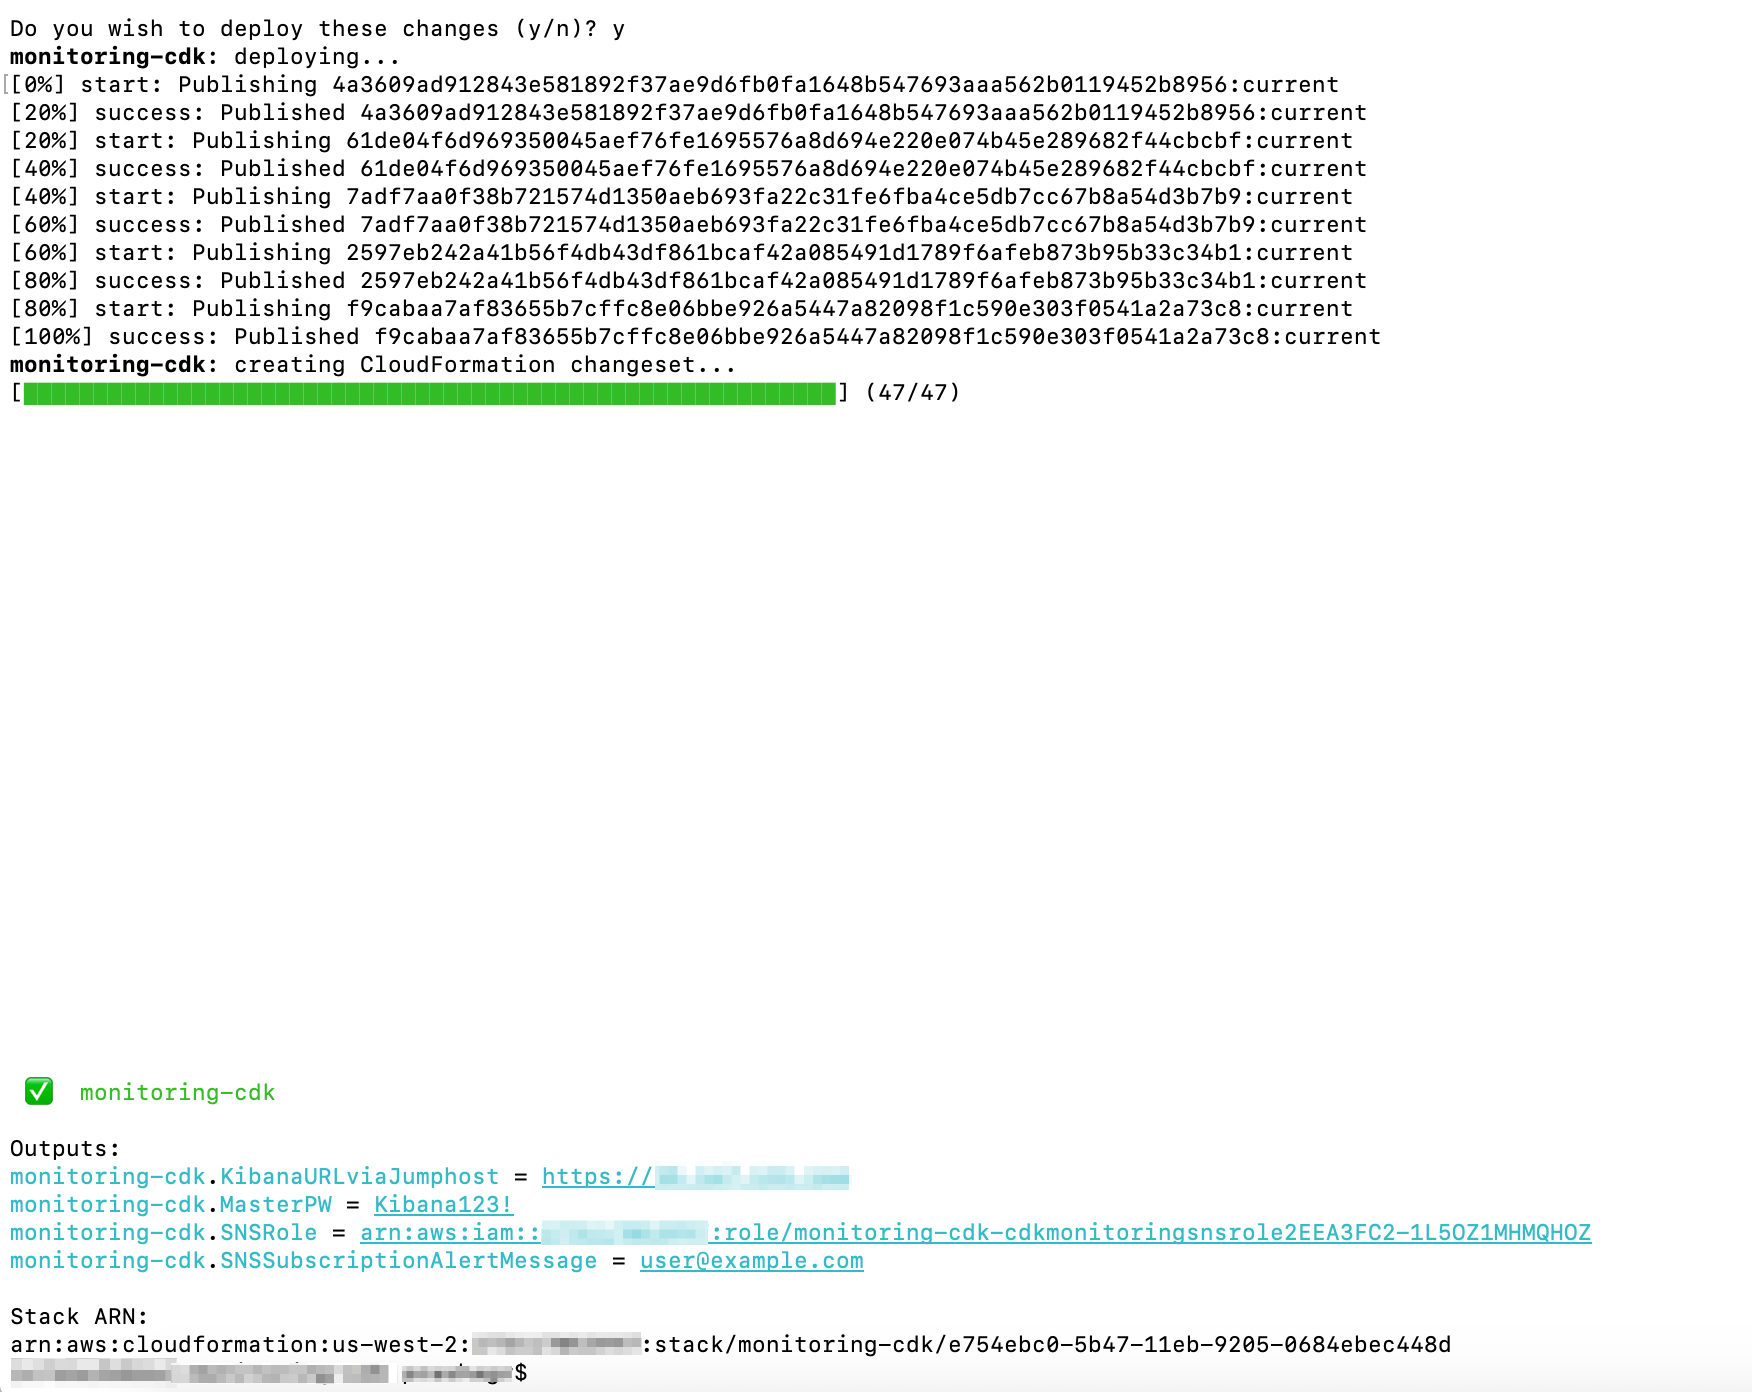 Do you wish to deploy these changes (y/n)? y
monitoring-cdk: deploying...
[[0%] start: Publishing 4a3609ad912843e581892f37ae9d6fb0fa1648b547693aaa562b0119452b8956:current
[20%] success: Published 4a3609ad912843e581892f37ae9d6fb0fa1648b547693aaa562b0119452b8956:current
[20%] start: Publishing 61de04f6d969350045aef76fe1695576a8d694e220e074b45e289682f44cbcbf:current
[40%] success: Published 61de04f6d969350045aef76fe1695576a8d694e220e074b45e289682f44cbcbf:current
[40%] start: Publishing 7adf7aa0f38b721574d1350aeb693fa22c31fe6fba4ce5db7cc67b8a54d3b7b9:current
[60%] success: Published 7adf7aa0f38b721574d1350aeb693fa22c31fe6fba4ce5db7cc67b8a54d3b7b9:current
[60%] start: Publishing 2597eb242a41b56f4db43df861bcaf42a085491d1789f6afeb873b95b33c34b1:current
[80%] success: Published 2597eb242a41b56f4db43df861bcaf42a085491d1789f6afeb873b95b33c34b1:current
[80%] start: Publishing f9cabaa7af83655b7cffc8e06bbe926a5447a82098f1c590e303f0541a2a73c8:current
[100%] success: Published f9cabaa7af83655b7cffc8e06bbe926a5447a82098f1c590e303f0541a2a73c8:current
monitoring-cdk: creating CloudFormation changeset...
[] (47/47)
✅ monitoring-cdk
Outputs:
monitoring-cdk.KibanaURLviaJumphost = https://
monitoring-cdk.MasterPW = Kibana123!
monitoring-cdk.SNSRole = arn:aws:iam:::role/monitoring-cdk-cdkmonitoringsnsrole2EEA3FC2-1L5OZ1MHMQHOZ
monitoring-cdk.SNSSubscriptionAlertMessage = user@example.com
Stack ARN:
arn:aws:cloudformation:us-west-2::stack/monitoring-cdk/e754ebc0-5b47-11eb-9205-0684ebec448d
$